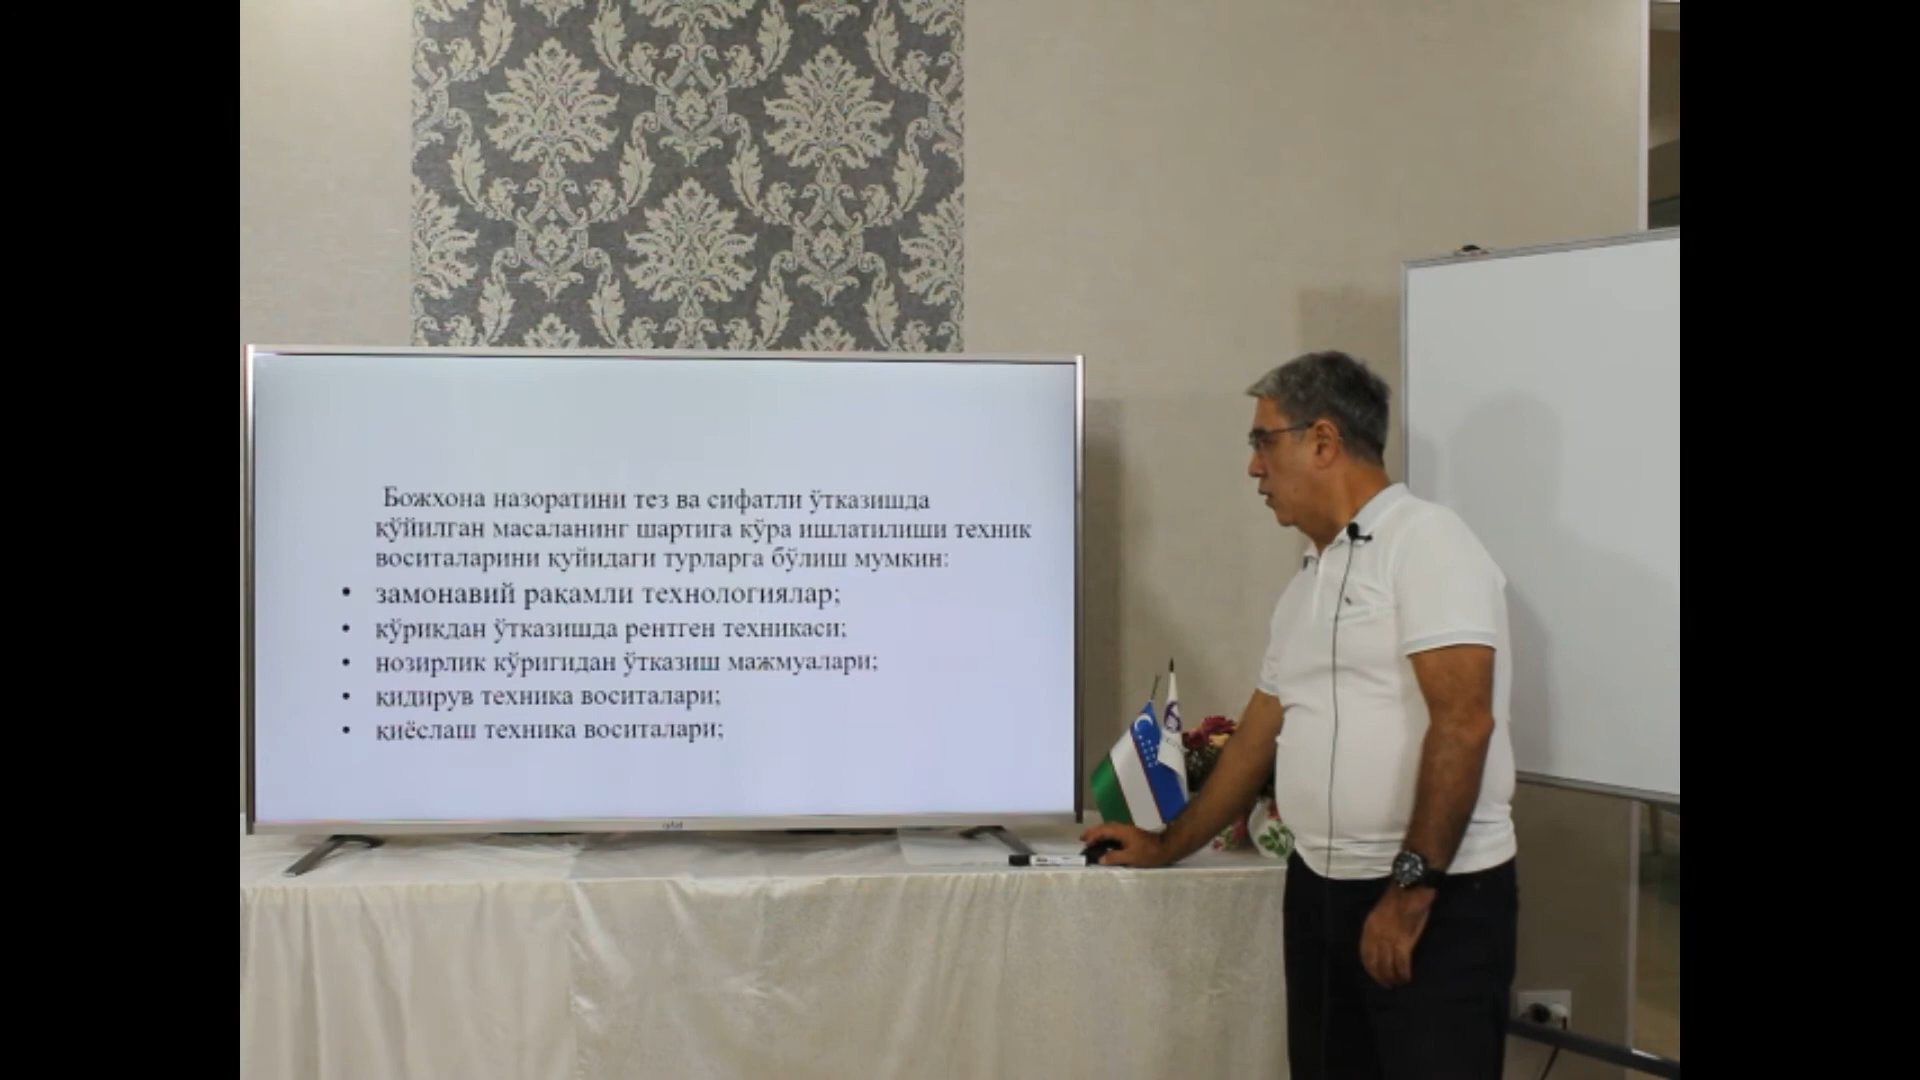 Божхона назоратини тез ва сифатли ўтказишда
қўйилган масаланинг шартига кўра ишлатилиши техник
воситаларини қуйидаги турларга бўлиш мумкин:
• замонавий рақамли технологиялар;
• кўрикдан ўтказишда рентген техникаси;
• нозирлик кўригидан ўтказиш мажмуалари;
• қидирув техника воситалари;
• қиёслаш техника воситалари;